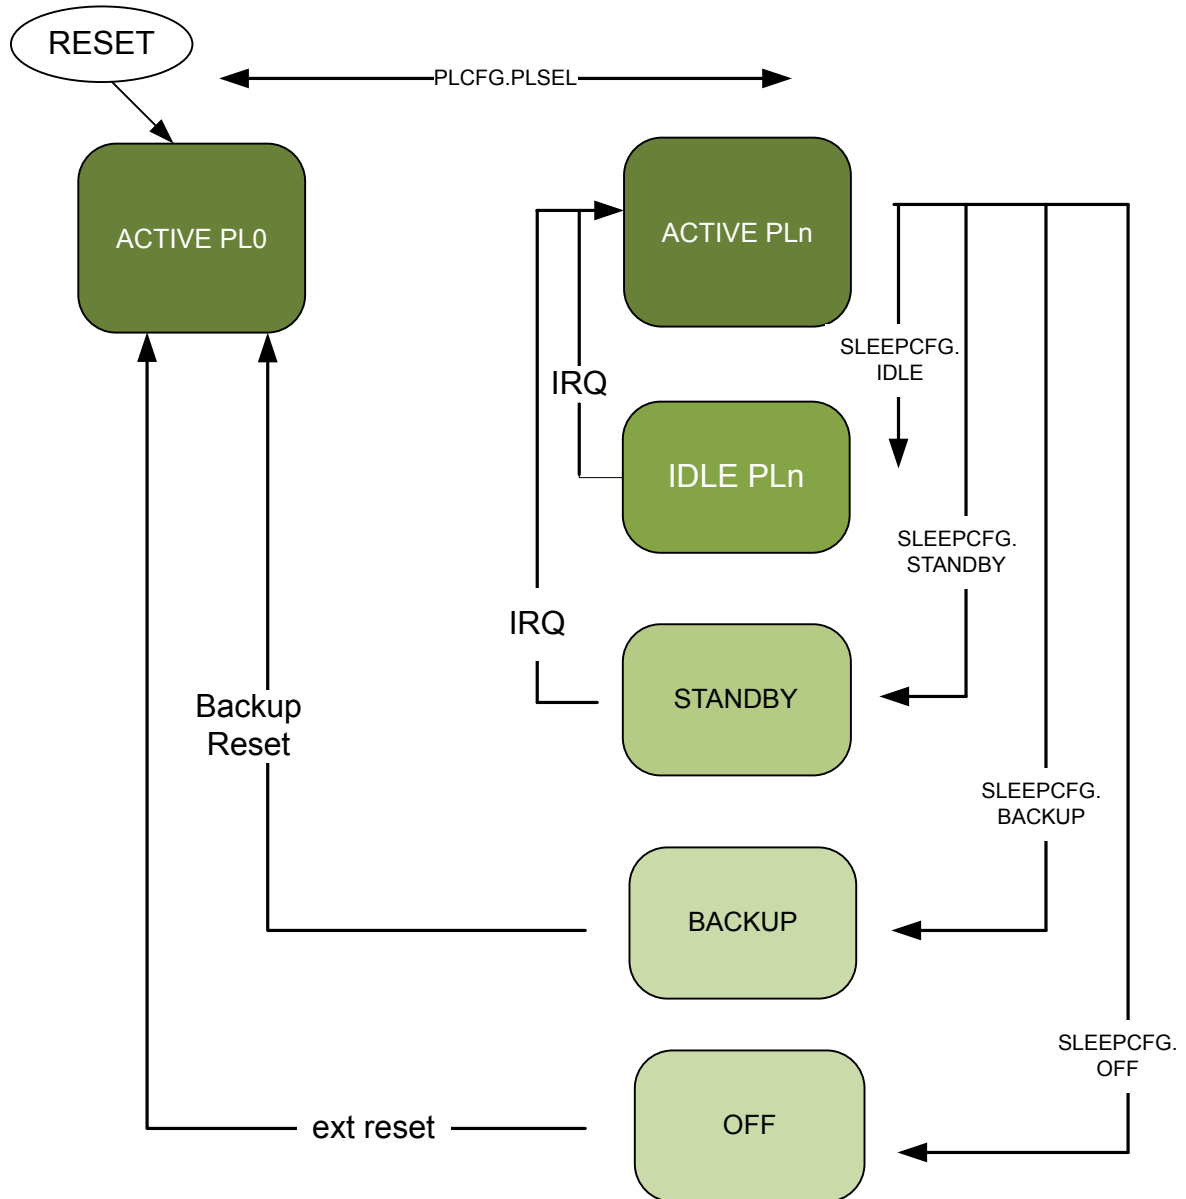 RESET
PLCFG.PLSEL
ACTIVE PL0
ACTIVE PLn
SLEEPCFG.
IDLE
IRQ
IDLE PLn
SLEEPCFG.
STANDBY
IRQ
STANDBY
Backup
Reset
SLEEPCFG.
BACKUP
BACKUP
SLEEPCFG.
OFF
ext reset
OFF